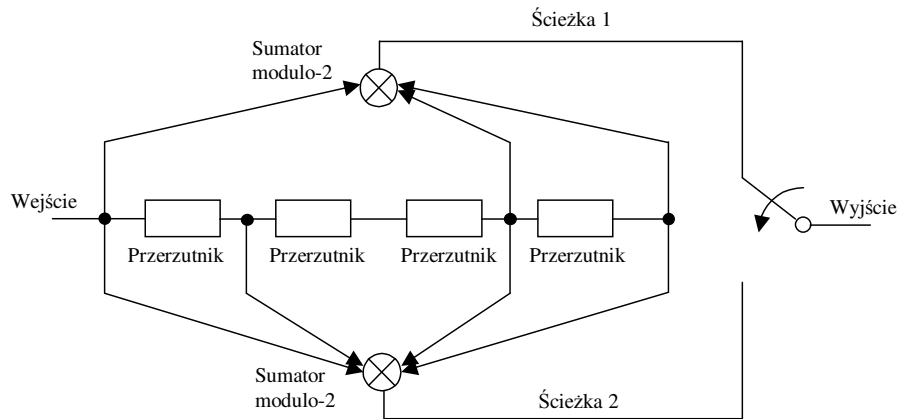 Ścieżka 1
Sumator
modulo-2
Wejście
Wyjście
Przerzutnik
Przerzutnik
Przerzutnik
Przerzutnik
Sumator
modulo-2
Ścieżka 2